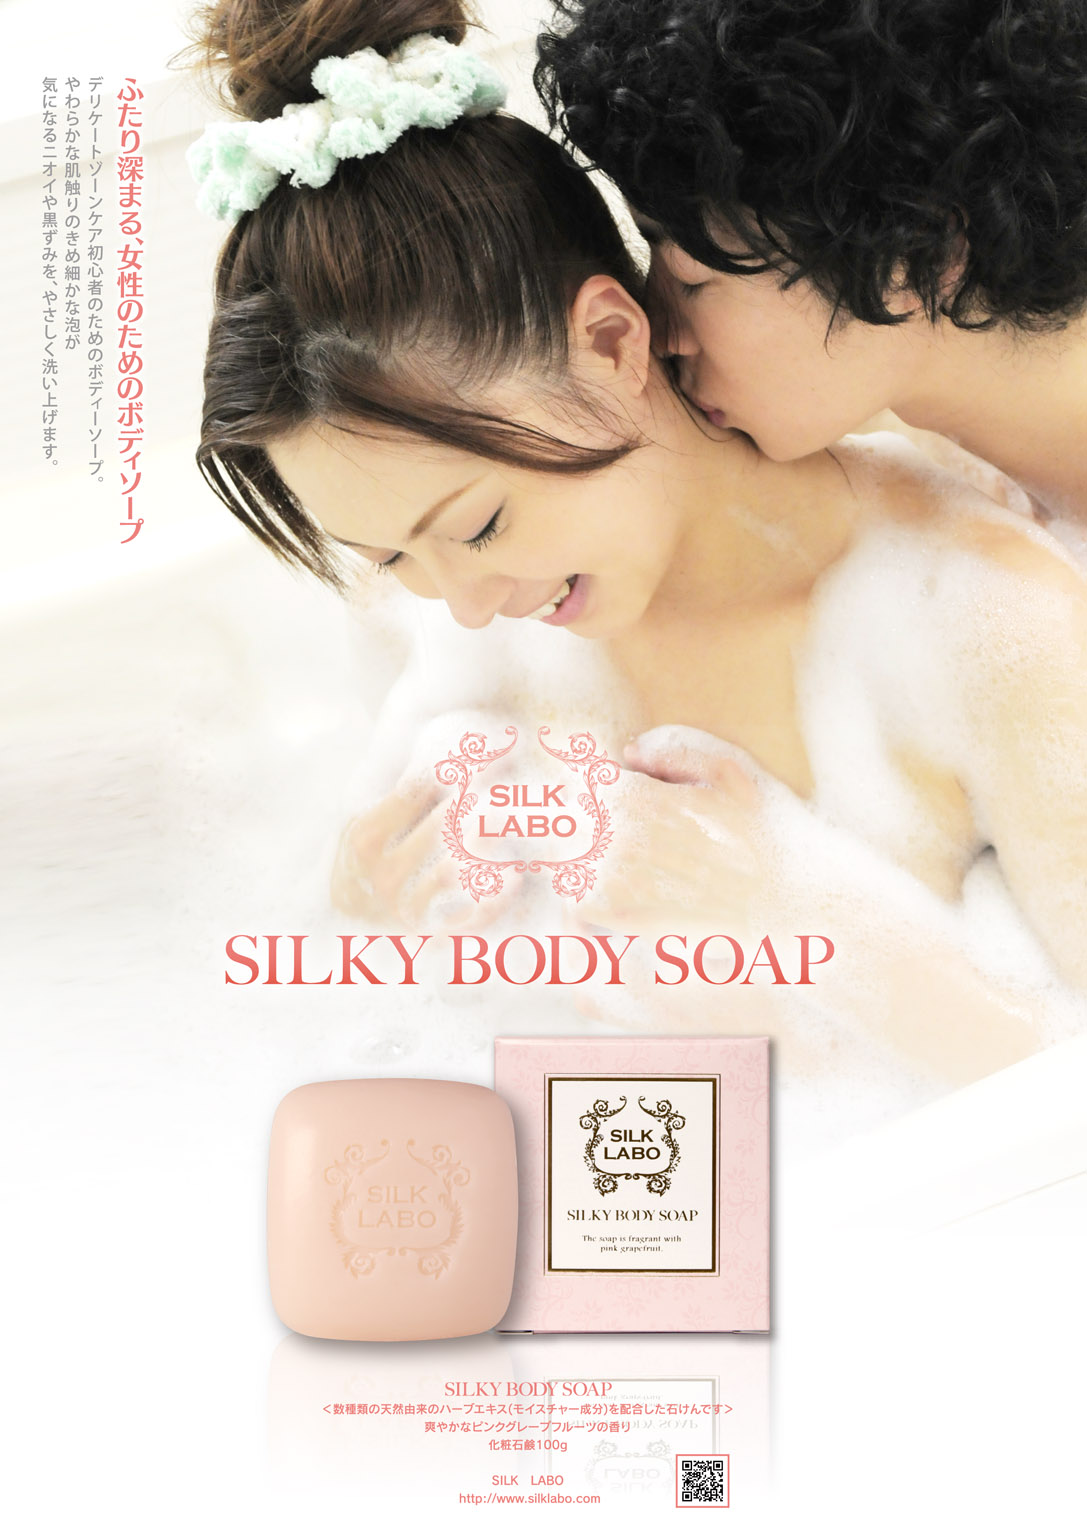 ふたり深まる、女性のためのボディソープ
デリケートゾーンケア初心者のためのボディーソープ。
やわらかな肌触りのきめ細かな泡が
気になるニオイや黒ずみを、やさしく洗い上げます。
SILK
LABO
SILKY BODY SOAP
SILK
LABO
SILK
LABO
SILKY BODY SOAP
The soap is fragrant with
pink grapefruit.
SILKY BODY SOAP
＜数種類の天然由来のハーブエキス(モイスチャー成分)を配合した石けんです＞
爽やかなピンクグレープフルーツの香り
化粧石鹸100g
SILK LABO
http://www.silklabo.com